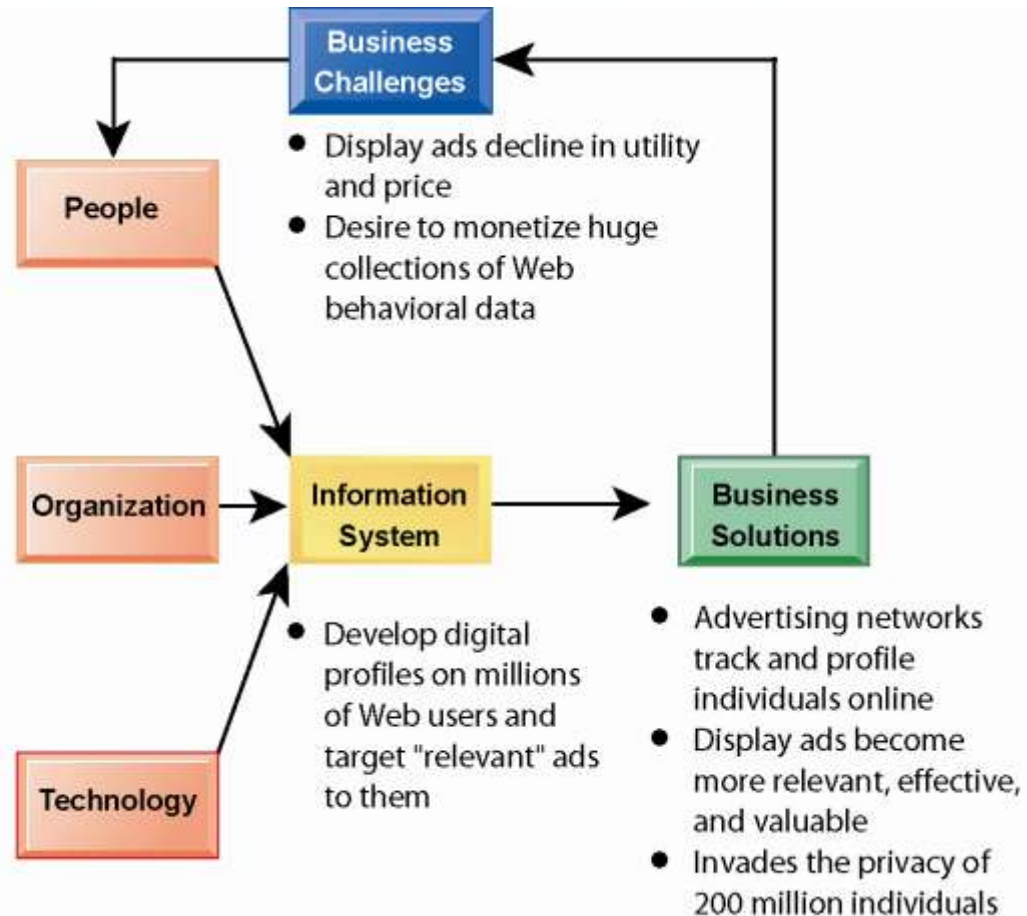 Business
Challenges
● Display ads decline in utility
and price
● Desire to monetize huge
collections of Web
behavioral data
People
Organization
Information
System
Business
Solutions
● Develop digital
profiles on millions
of Web users and
target "relevant" ads
to them
Technology
● Advertising networks
track and profile
individuals online
● Display ads become
more relevant, effective,
and valuable
● Invades the privacy of
200 million individuals